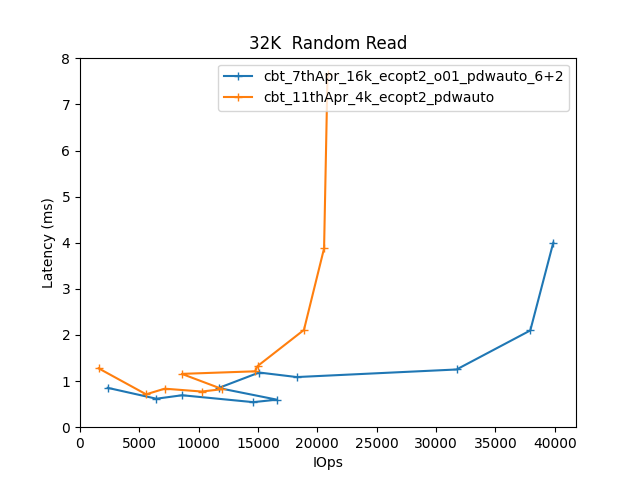 32K  Random Read
cbt_7thApr_16k_ecopt2_o01_pdwauto_6+2
cbt_11thApr_4k_ecopt2_pdwauto
Latency (ms)
8
7
6
5
4
3
2
1
0
0 5000 10000 15000 20000 25000 30000 35000 40000
IOps